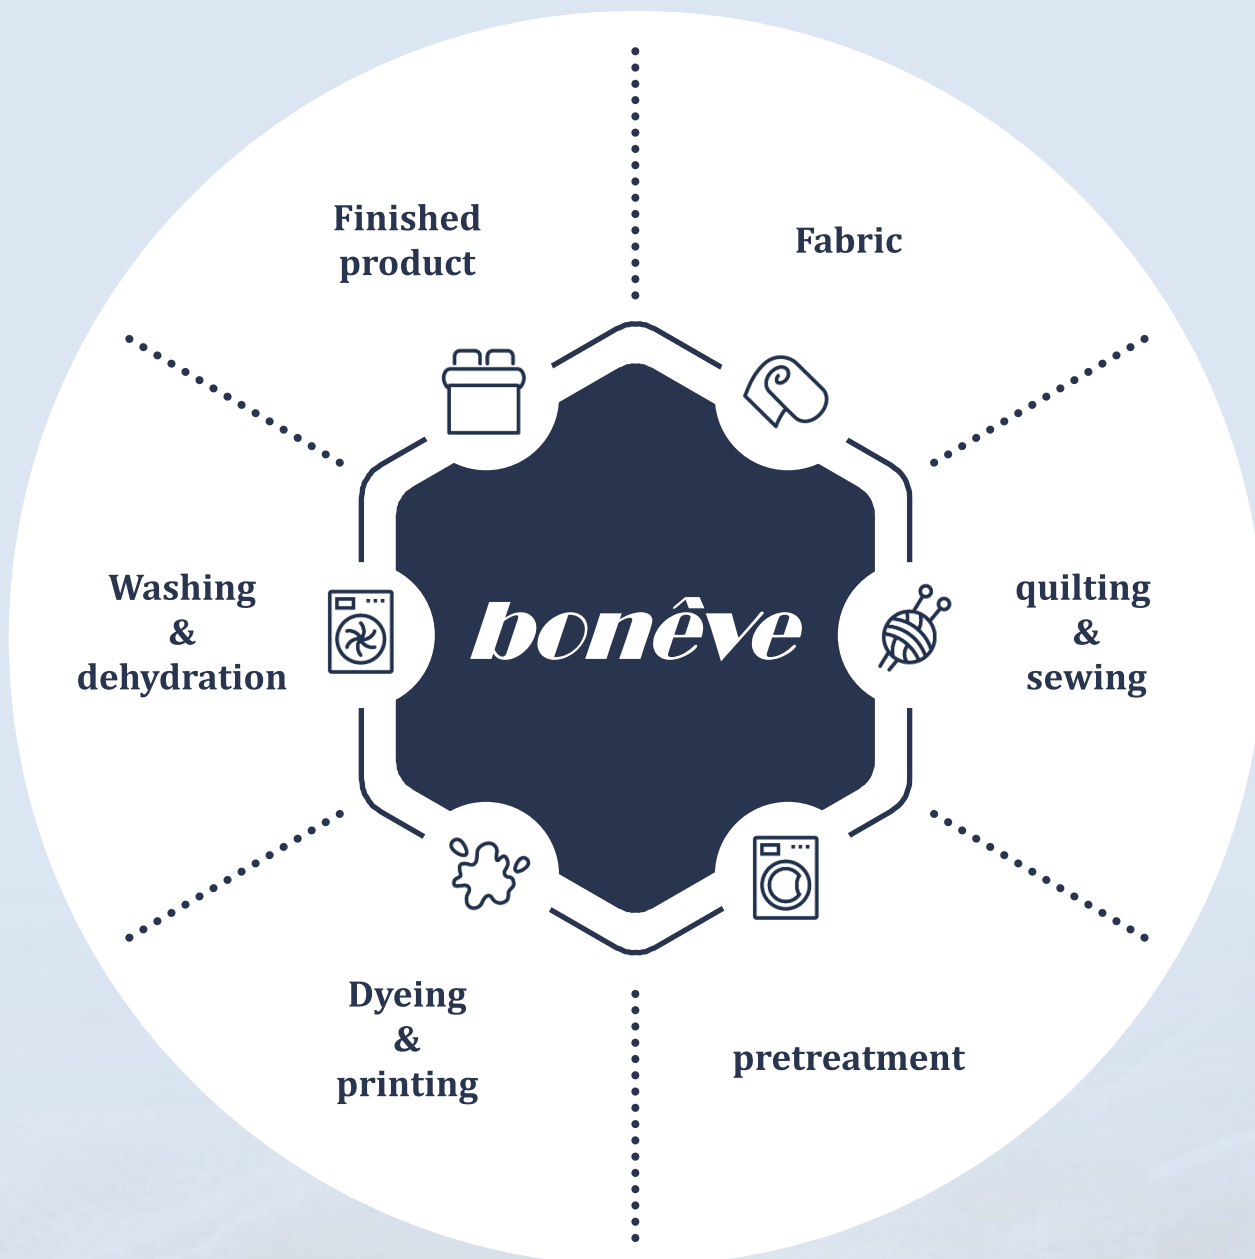 Finished
product
Fabric
Washing
&
dehydration
bonêve
quilting
&
sewing
Dyeing
&
printing
pretreatment